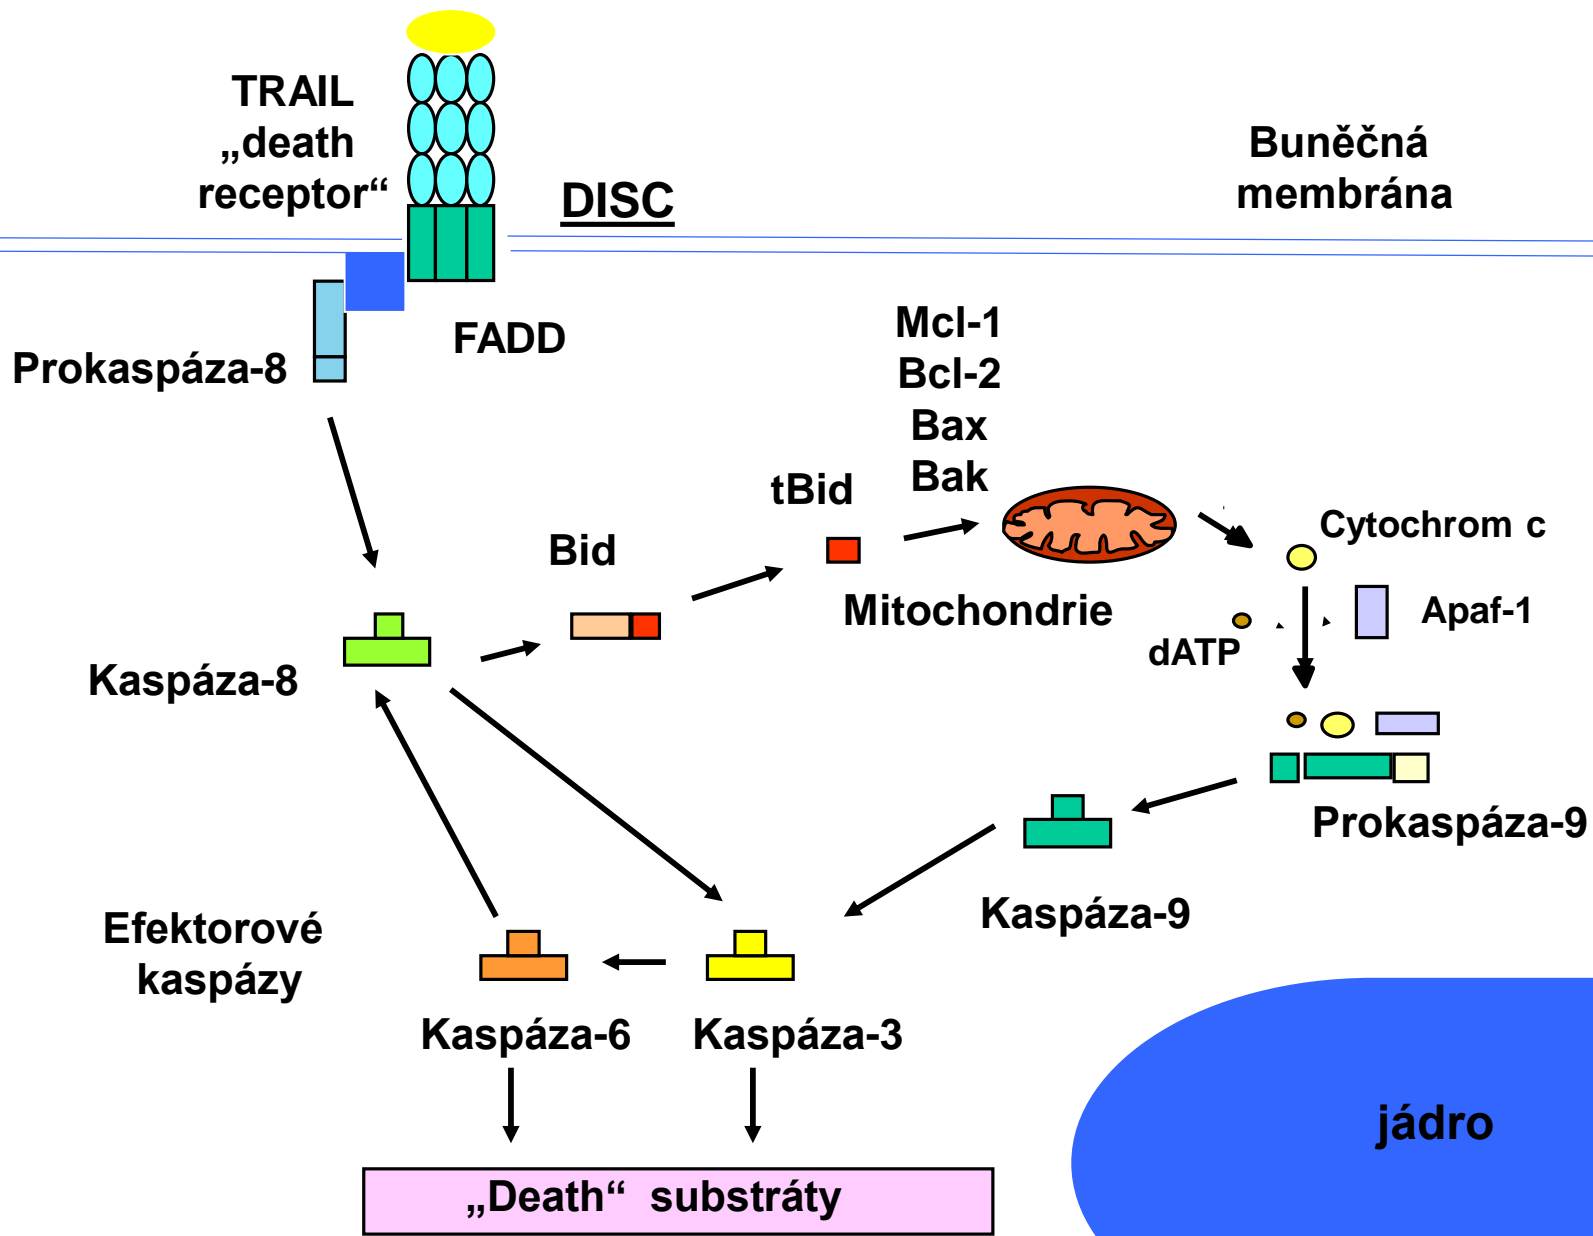 TRAIL
„death
receptor“
DISC
Buněčná
membrána
FADD
Prokaspáza-8
Mcl-1
Bcl-2
Bax
Bak
tBid
Bid
Cytochrom c
Mitochondrie
Apaf-1
dATP
Kaspáza-8
Prokaspáza-9
Kaspáza-9
Efektorové
kaspázy
Kaspáza-6
Kaspáza-3
jádro
„Death“ substráty